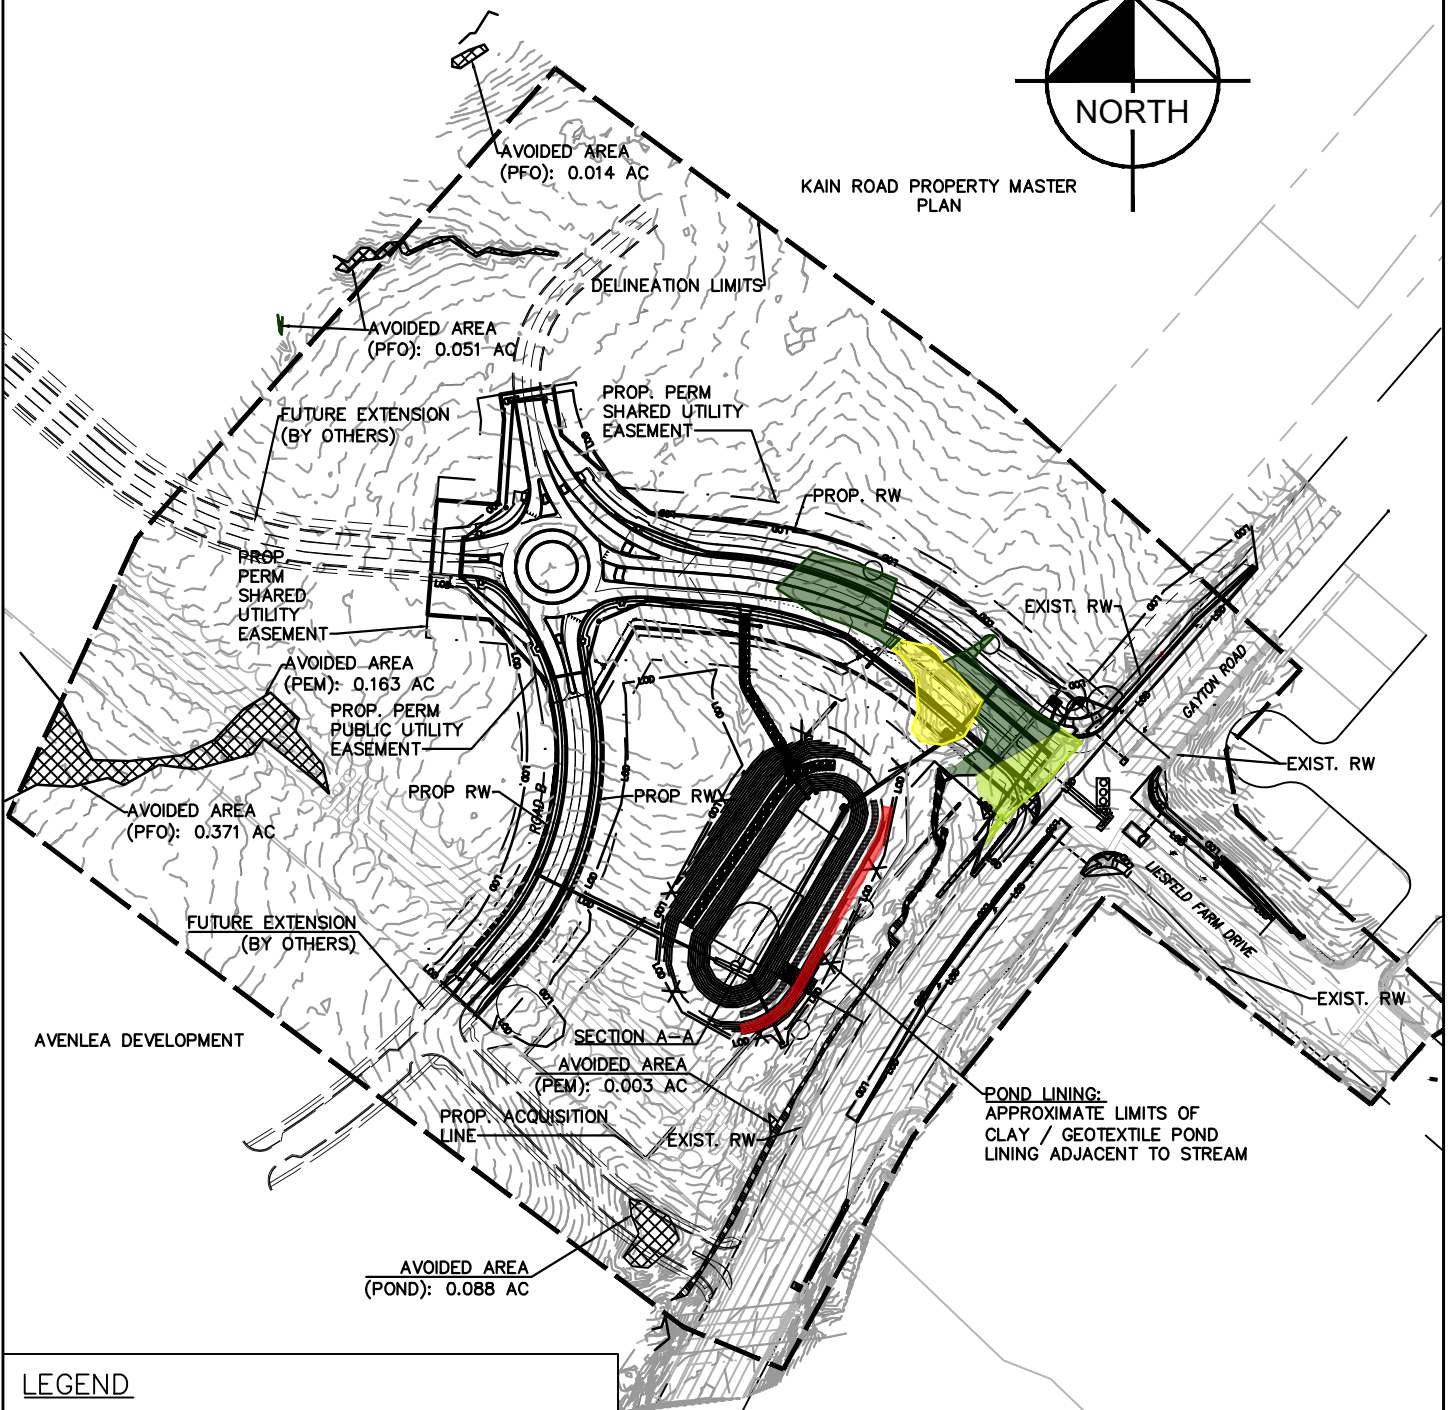 NORTH
KAIN ROAD PROPERTY MASTER
PLAN
AVOIDED AREA
(PFO): 0.014 AC
DELINEATION LIMITS
AVOIDED AREA
(PFO): 0.051 AC
FUTURE EXTENSION
(BY OTHERS)
PROP. PERM
SHARED UTILITY
EASEMENT
PROP. RW
PROP.
PERM
SHARED
UTILITY
EASEMENT
EXIST. RW
GAYTON ROAD
AVOIDED AREA
(PEM): 0.163 AC
PROP. PERM
PUBLIC UTILITY
EASEMENT
EXIST. RW
PROP RW
ROAD B
PROP RW
AVOIDED AREA
(PFO): 0.371 AC
LIESFELD FARM DRIVE
FUTURE EXTENSION
(BY OTHERS)
EXIST. RW
AVENLEA DEVELOPMENT
SECTION A-A
AVOIDED AREA
(PEM): 0.003 AC
PROP. ACQUISITION
LINE
EXIST. RW
POND LINING:
APPROXIMATE LIMITS OF
CLAY / GEOTEXTILE POND
LINING ADJACENT TO STREAM
AVOIDED AREA
(POND): 0.088 AC
LEGEND